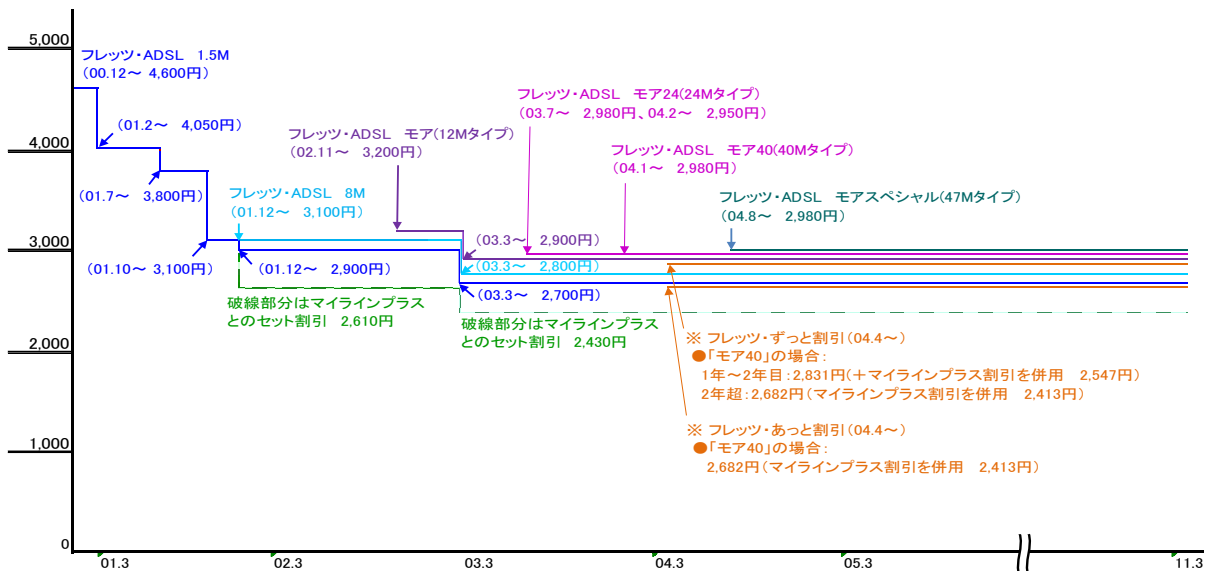 5,000
フレッツ・ADSL　1.5M
（00.12～ 4,600円）
（01.2～　4,050円）
4,000
（01.7～　3,800円）
（01.10～ 3,100円）
フレッツ・ADSL　8M
（01.12～　3,100円）
（01.12～　2,900円）
フレッツ・ADSL　モア(12Mタイプ)
（02.11～　3,200円）
フレッツ・ADSL　モア24(24Mタイプ)
（03.7～　2,980円、04.2～　2,950円）
フレッツ・ADSL　モア40(40Mタイプ)
（04.1～　2,980円）
フレッツ・ADSL　モアスペシャル(47Mタイプ)
（04.8～　2,980円）
3,000
（03.3～　2,900円）
（03.3～　2,800円）
（03.3～　2,700円）
破線部分はマイラインプラス
とのセット割引　2,610円
破線部分はマイラインプラス
とのセット割引　2,430円
2,000
※ フレッツ・ずっと割引（04.4～）
●「モア40」の場合：
1年～2年目：2,831円（＋マイラインプラス割引を併用　2,547円）
2年超：2,682円（マイラインプラス割引を併用　2,413円）
※ フレッツ・あっと割引（04.4～）
●「モア40」の場合：
2,682円（マイラインプラス割引を併用　2,413円）
1,000
0
01.3
02.3
03.3
04.3
05.3
11.3